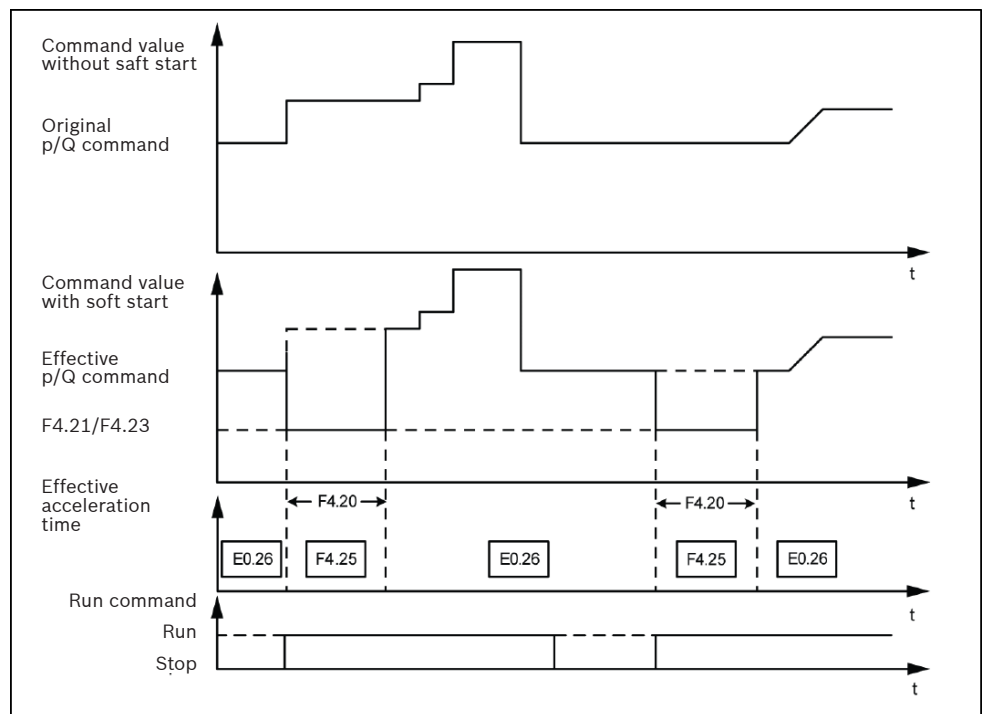 Command value
without saft start
Original
p/Q command
t
Command value
with soft start
Effective
p/Q command
F4.21/F4.23
t
Effective
acceleration
time
F4.20
F4.20
E0.26
F4.25
E0.26
F4.25
E0.26
t
Run command
Run
Stop
t